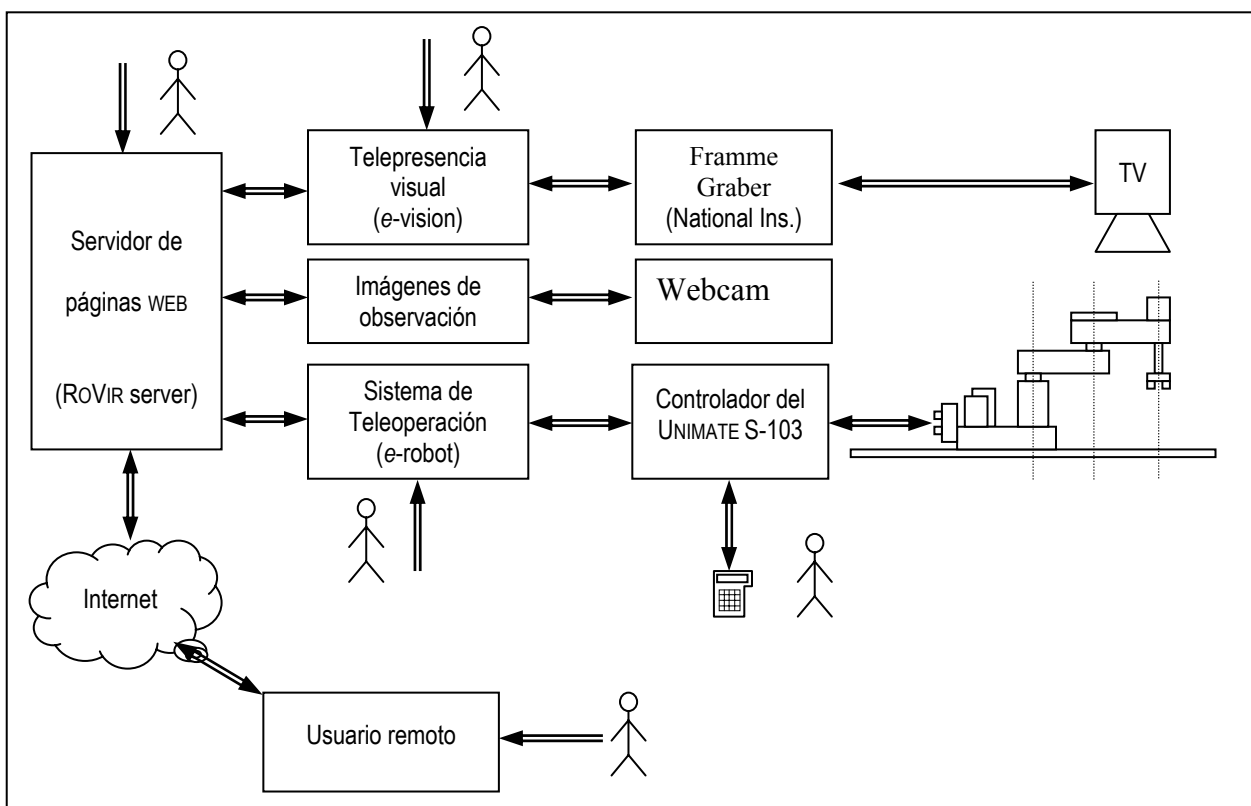 Telepresencia
visual
(e-vision)
Framme
Graber
(National Ins.)
TV
Servidor de
páginas WEB
(ROVIR server)
Imágenes de
observación
Webcam
Sistema de
Teleoperación
(e-robot)
Controlador del
UNIMATE S-103
Internet
Usuario remoto